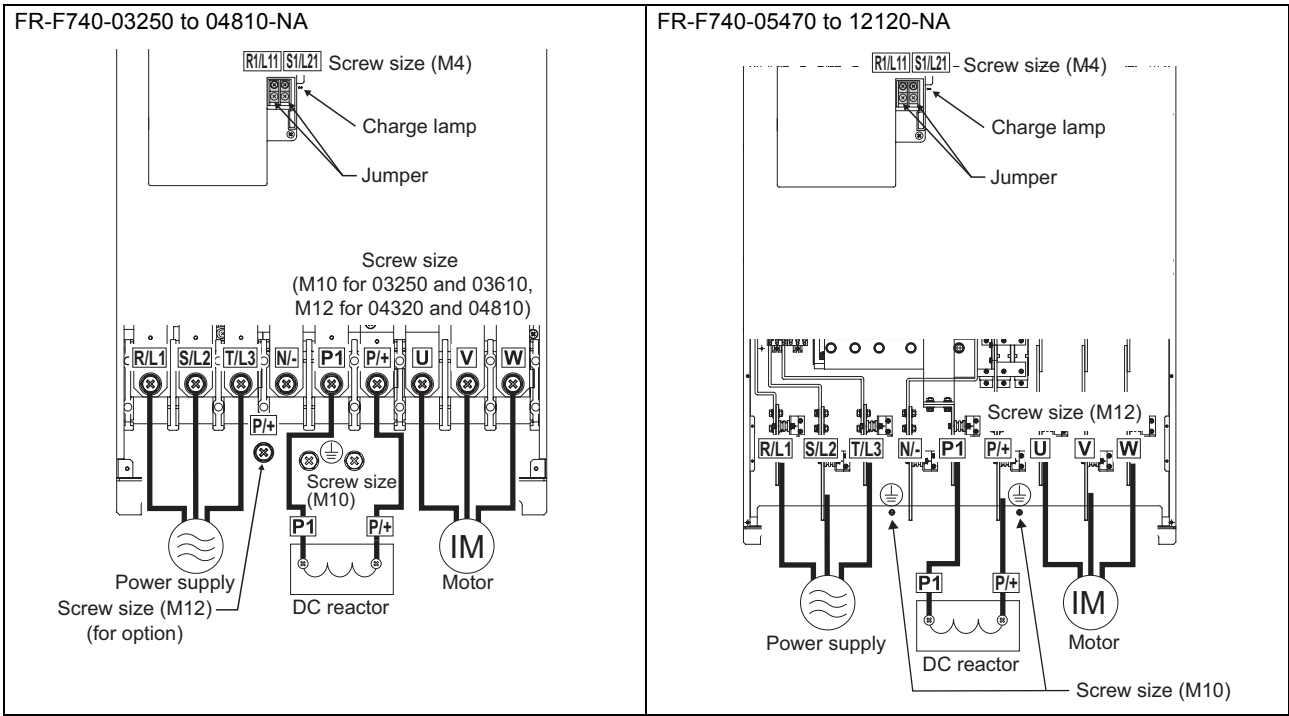 FR-F740-03250 to 04810-NA
R1/L11 S1/L21 Screw size (M4)
Charge lamp
Jumper
Screw size
(M10 for 03250 and 03610,
M12 for 04320 and 04810)
R/L1 S/L2 T/L3 N/- P1 P/+ U V W
P/+
Screw size
(M10)
P1 P/+
IM
Power supply
Motor
Screw size (M12)
(for option)
DC reactor
FR-F740-05470 to 12120-NA
R1/L11 S1/L21 Screw size (M4)
Charge lamp
Jumper
Screw size (M12)
R/L1 S/L2 T/L3 N/- P1 P/+ U V W
P1 P/+
IM
Power supply
Motor
DC reactor
Screw size (M10)